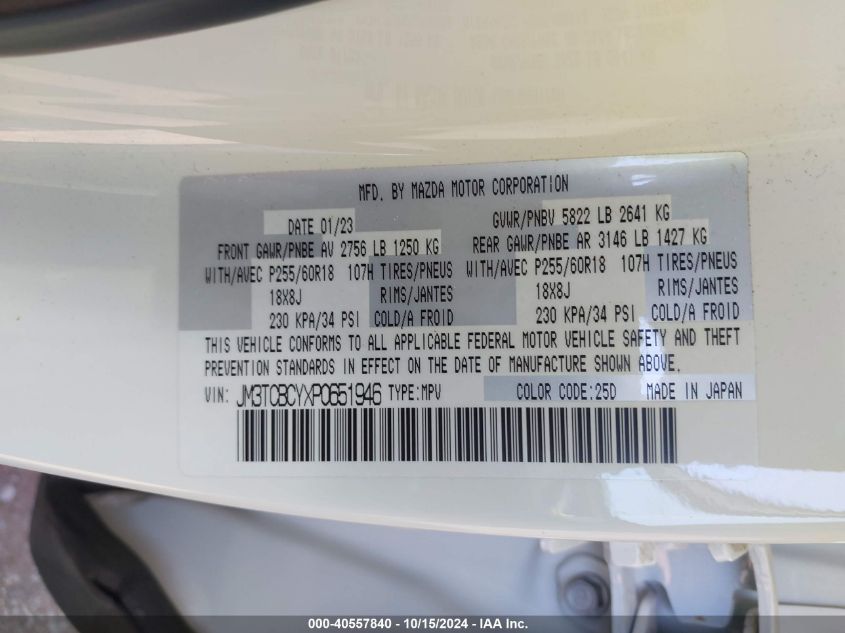 MFD. BY MAZDA MOTOR CORPORATION
DATE 01/23 GVWR/PNBV 5822 LB 2641 KG
FRONT GAWR/PNBE AV 2756 LB 1250 KG REAR GAWR/PNBE AR 3146 LB 1427 KG
WITH/AVEC P255/60R18 107H TIRES/PNEUS WITH/AVEC P255/60R18 107H TIRES/PNEUS
18X8J RIMS/JANTES 18X8J RIMS/JANTES
230 KPA/34 PSI COLD/A FROID 230 KPA/34 PSI COLD/A FROID
THIS VEHICLE CONFORMS TO ALL APPLICABLE FEDERAL MOTOR VEHICLE SAFETY AND THEFT
PREVENTION STANDARDS IN EFFECT ON THE DATE OF MANUFACTURE SHOWN ABOVE.
VIN: JM3TCBCYXP0651946 TYPE:MPV COLOR CODE:25D MADE IN JAPAN
000-40557840 - 10/15/2024 - IAA Inc.